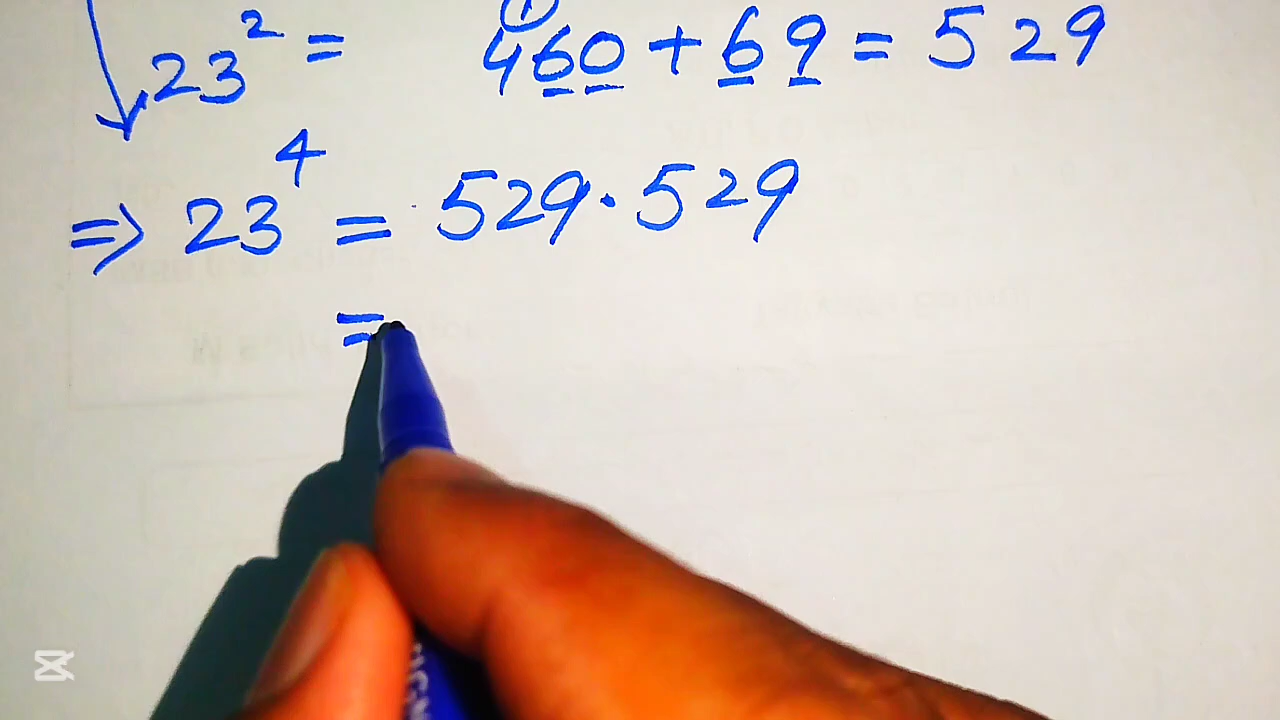 23² = 460 + 69 = 529
⇒ 23⁴ = 529 · 529
=